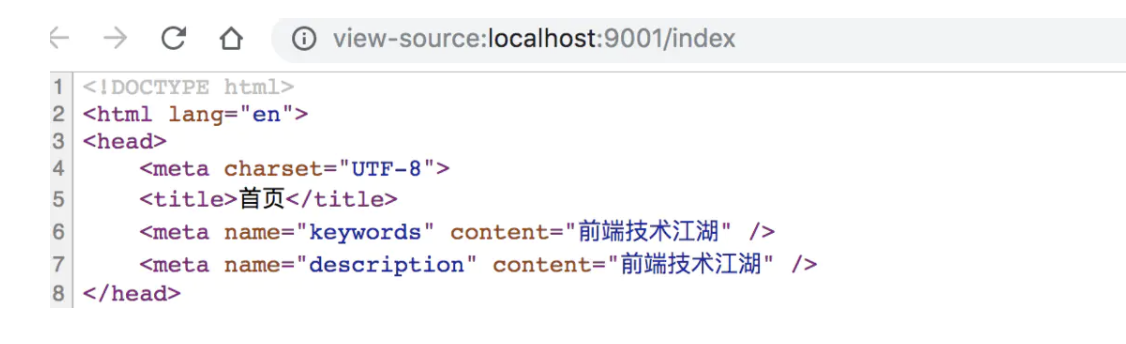 view-source:localhost:9001/index
1 <!DOCTYPE html>
2 <html lang="en">
3 <head>
4     <meta charset="UTF-8">
5     <title>首页</title>
6     <meta name="keywords" content="前端技术江湖" />
7     <meta name="description" content="前端技术江湖" />
8 </head>